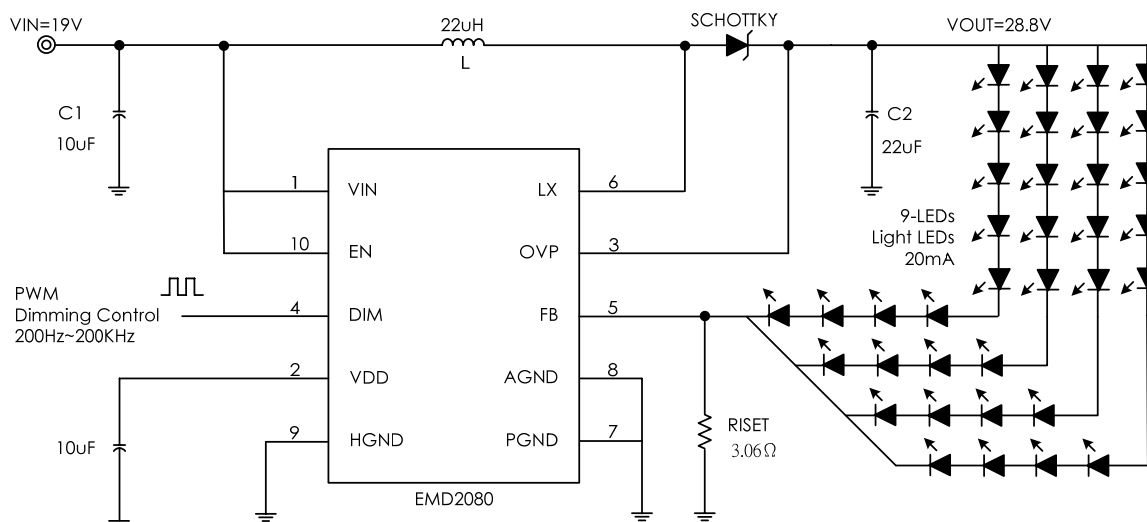 VIN=19V
22uH
L
SCHOTTKY
VOUT=28.8V
C1
10uF
C2
22uF
1
VIN
LX
6
10
EN
OVP
3
9-LEDs
Light LEDs
20mA
PWM
Dimming Control
200Hz~200KHz
4
DIM
FB
5
2
VDD
AGND
8
10uF
9
HGND
PGND
7
RISET
3.06Ω
EMD2080